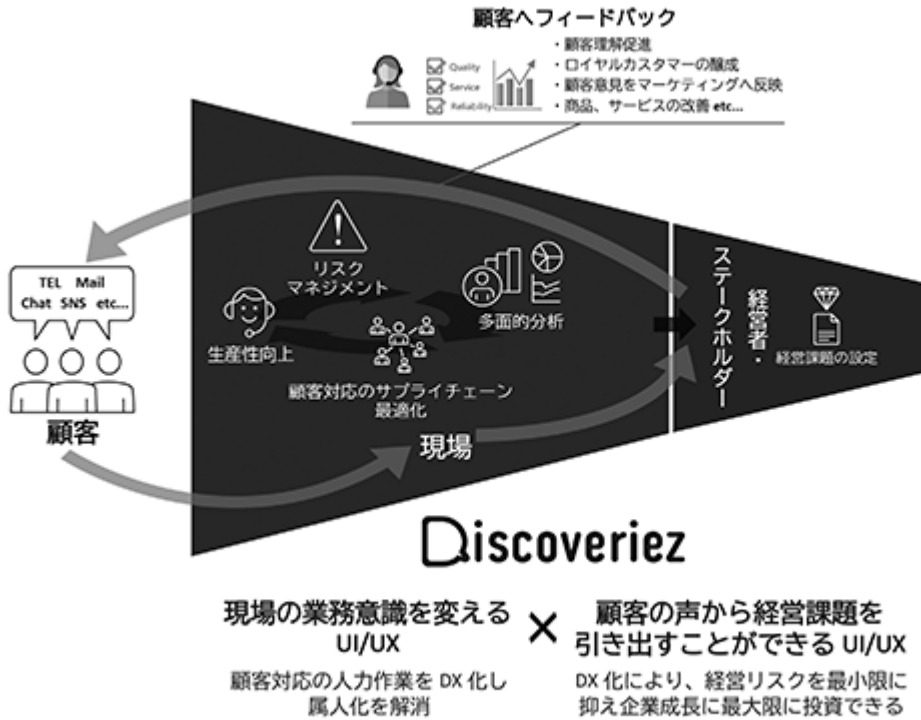 顧客へフィードバック
・顧客理解促進
・ロイヤルカスタマーの醸成
・顧客意見をマーケティングへ反映
・商品、サービスの改善 etc...
Quality
Service
Reliability
TEL Mail
Chat SNS etc...
顧客
リスク
マネジメント
生産性向上
多面的分析
顧客対応のサプライチェーン
最適化
現場
経営者・
ステークホルダー
経営課題の設定
Discoveriez
現場の業務意識を変える
UI/UX
×
顧客の声から経営課題を
引き出すことができる UI/UX
顧客対応の人力作業を DX 化し
属人化を解消
DX 化により、経営リスクを最小限に
抑え企業成長に最大限に投資できる